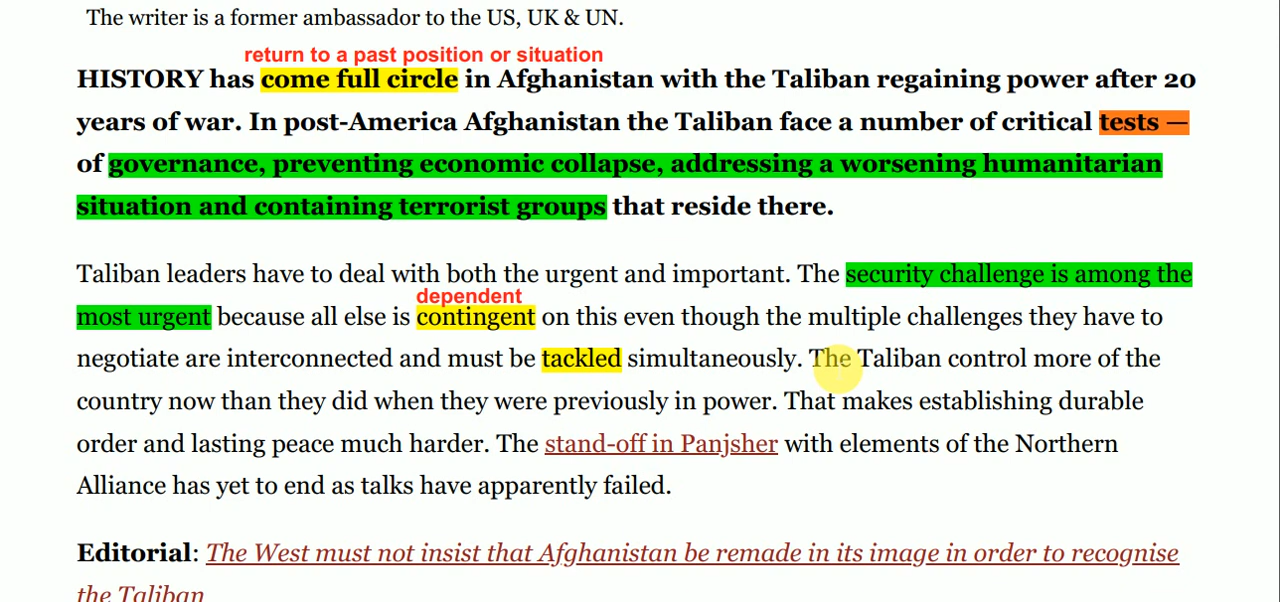 The writer is a former ambassador to the US, UK & UN.
return to a past position or situation
HISTORY has come full circle in Afghanistan with the Taliban regaining power after 20
years of war. In post-America Afghanistan the Taliban face a number of critical tests —
of governance, preventing economic collapse, addressing a worsening humanitarian
situation and containing terrorist groups that reside there.
Taliban leaders have to deal with both the urgent and important. The security challenge is among the
dependent
most urgent because all else is contingent on this even though the multiple challenges they have to
negotiate are interconnected and must be tackled simultaneously. The Taliban control more of the
country now than they did when they were previously in power. That makes establishing durable
order and lasting peace much harder. The stand-off in Panjsher with elements of the Northern
Alliance has yet to end as talks have apparently failed.
Editorial: The West must not insist that Afghanistan be remade in its image in order to recognise
the Taliban